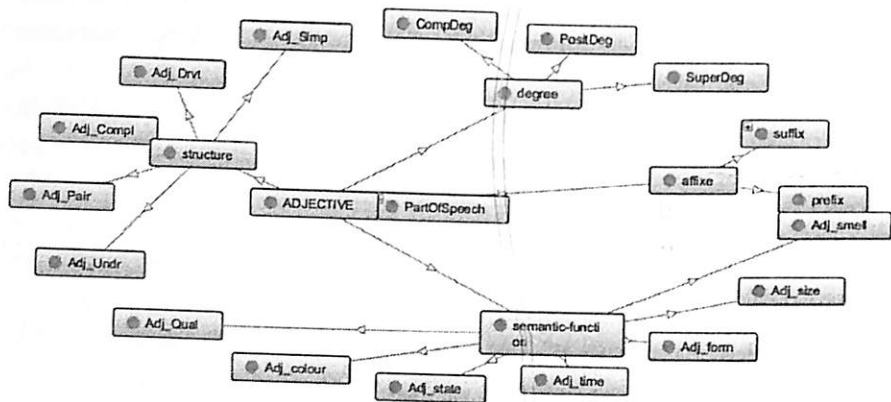 CompDeg
Adj_Simp
PositDeg
Adj_Drvt
SuperDeg
degree
Adj_Compl
suffix
structure
affixe
Adj_Pair
ADJECTIVE
PartOfSpeech
prefix
Adj_smell
Adj_Undr
Adj_size
Adj_Qual
semantic-functi
on
Adj_form
Adj_colour
Adj_state
Adj_time